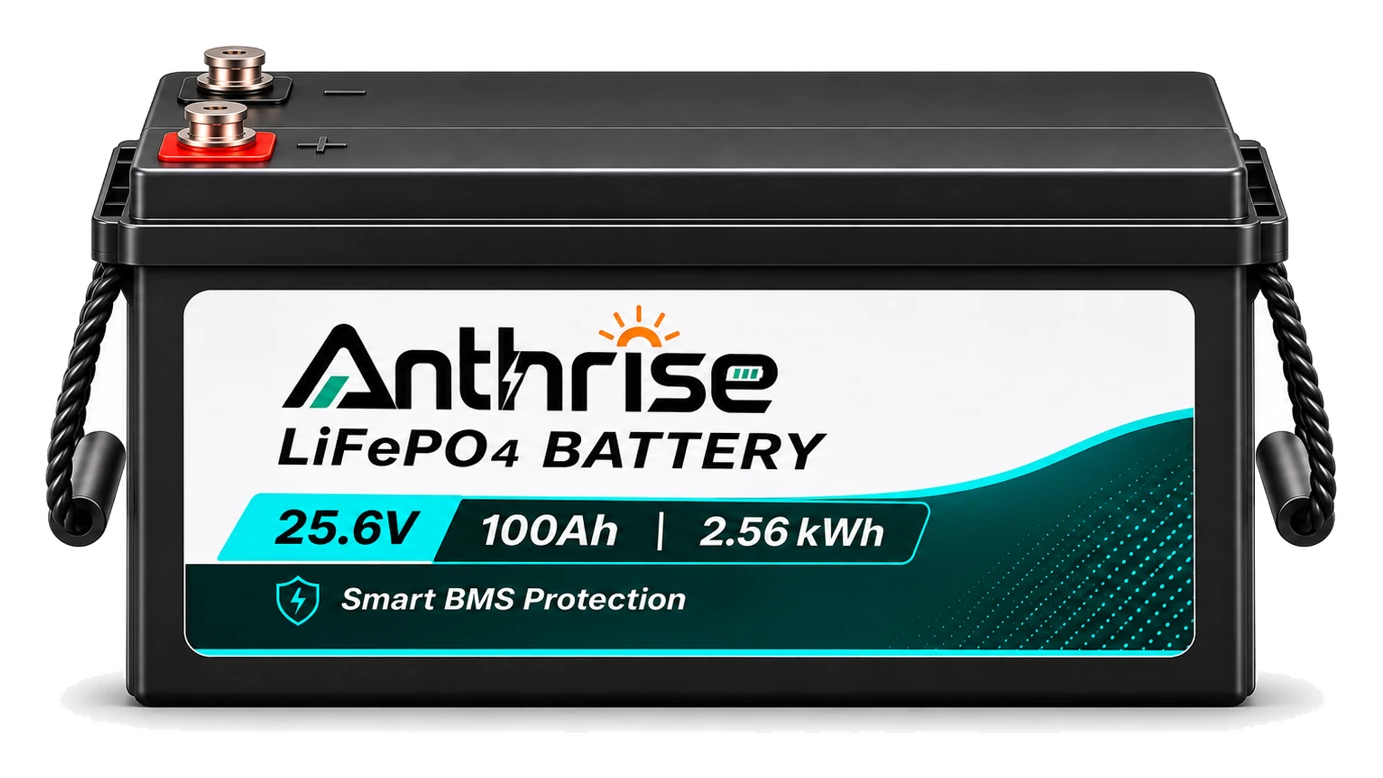 −
+
Anthrise
LiFePO4 BATTERY
25.6V 100Ah | 2.56 kWh
Smart BMS Protection